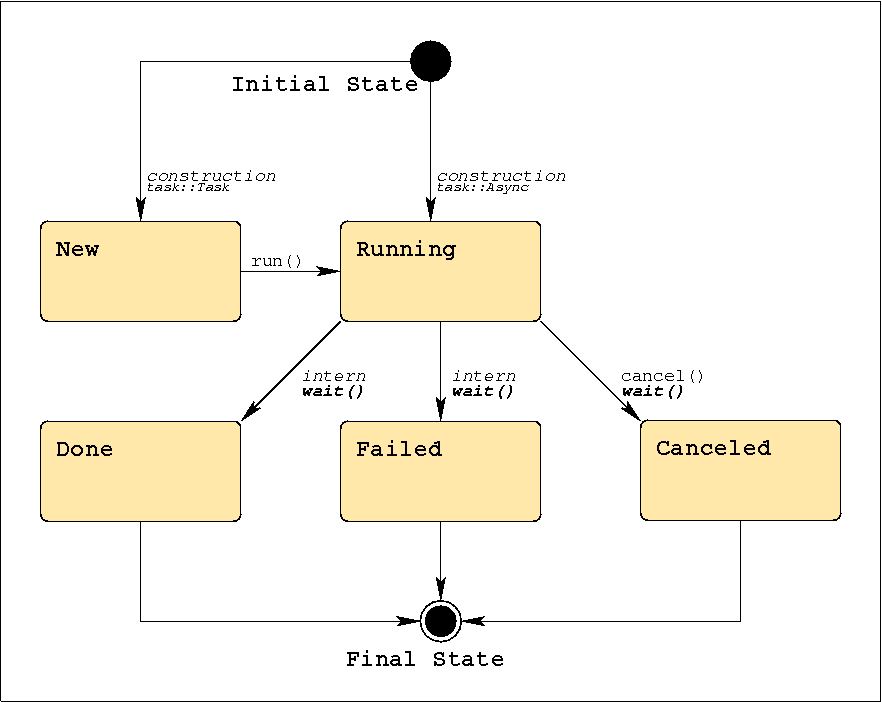 Initial State
construction
task::Task
construction
task::Async
New
run()
Running
intern
wait()
intern
wait()
cancel()
wait()
Done
Failed
Canceled
Final State